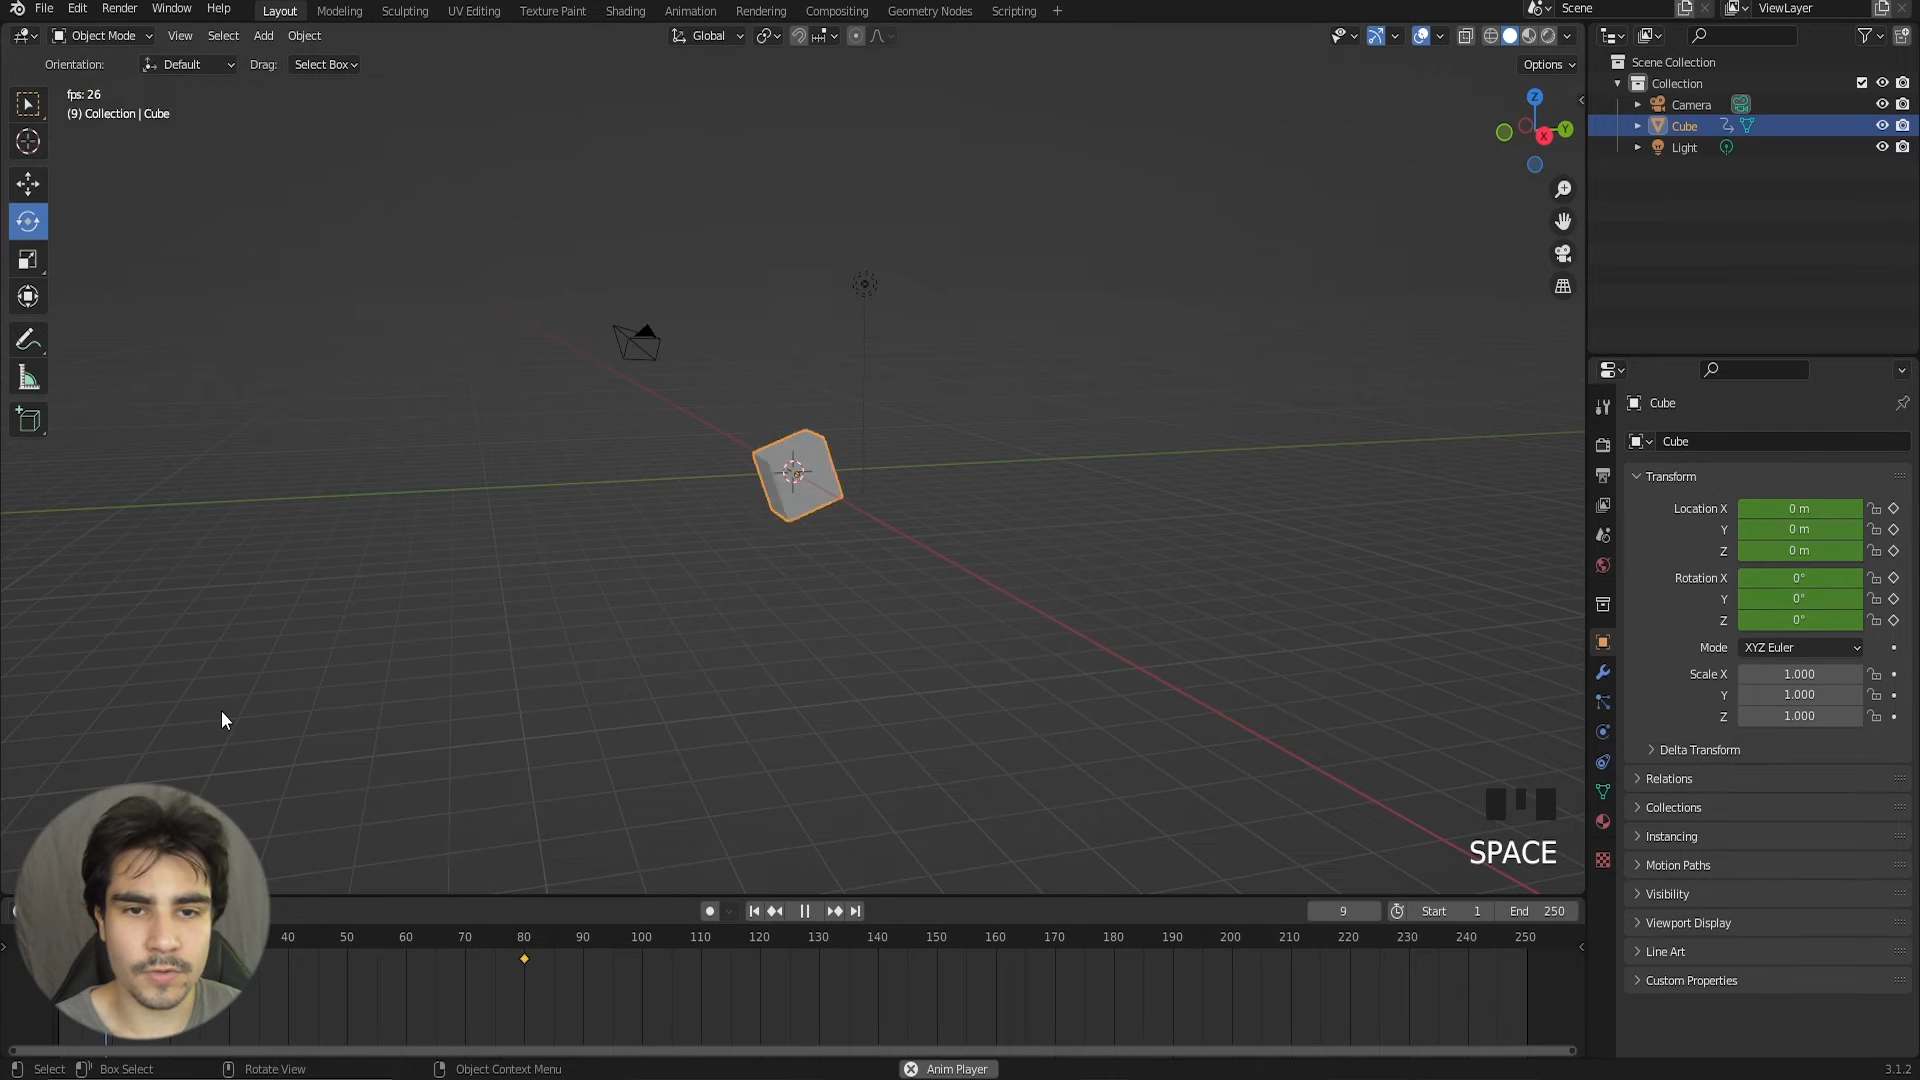 File Edit Render Window Help Layout Modeling Sculpting UV Editing Texture Paint Shading Animation Rendering Compositing Geometry Nodes Scripting + Scene ViewLayer
Object Mode View Select Add Object Global
Orientation: Default Drag: Select Box Options
fps: 26
(9) Collection | Cube
Z
Y
X
Scene Collection
Collection
Camera
Cube
Light
Cube
Cube
Transform
Location X 0 m
Y 0 m
Z 0 m
Rotation X 0°
Y 0°
Z 0°
Mode XYZ Euler
Scale X 1.000
Y 1.000
Z 1.000
Delta Transform
Relations
Collections
Instancing
Motion Paths
Visibility
Viewport Display
Line Art
Custom Properties
SPACE
9 Start 1 End 250
40 50 60 70 80 90 100 110 120 130 140 150 160 170 180 190 200 210 220 230 240 250
Select Box Select Rotate View Object Context Menu Anim Player 3.1.2